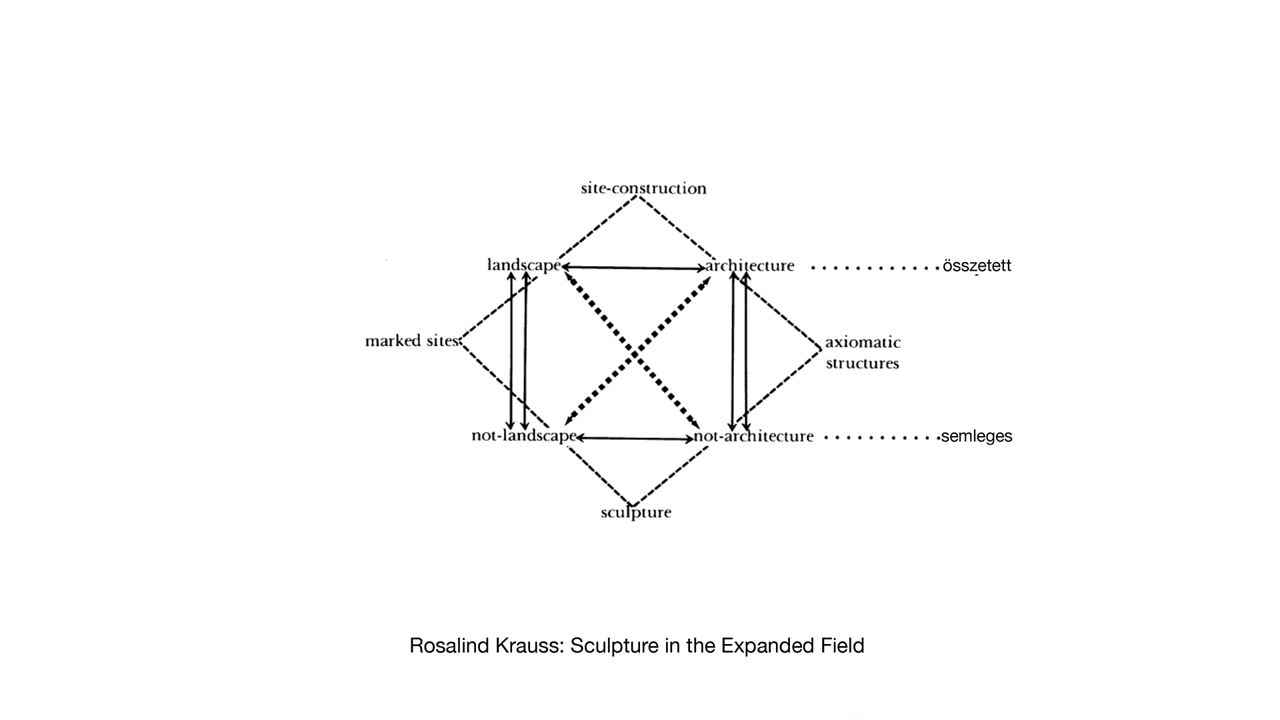 site-construction
landscape
architecture
összetett
marked sites
axiomatic
structures
not-landscape
not-architecture
semleges
sculpture
Rosalind Krauss: Sculpture in the Expanded Field